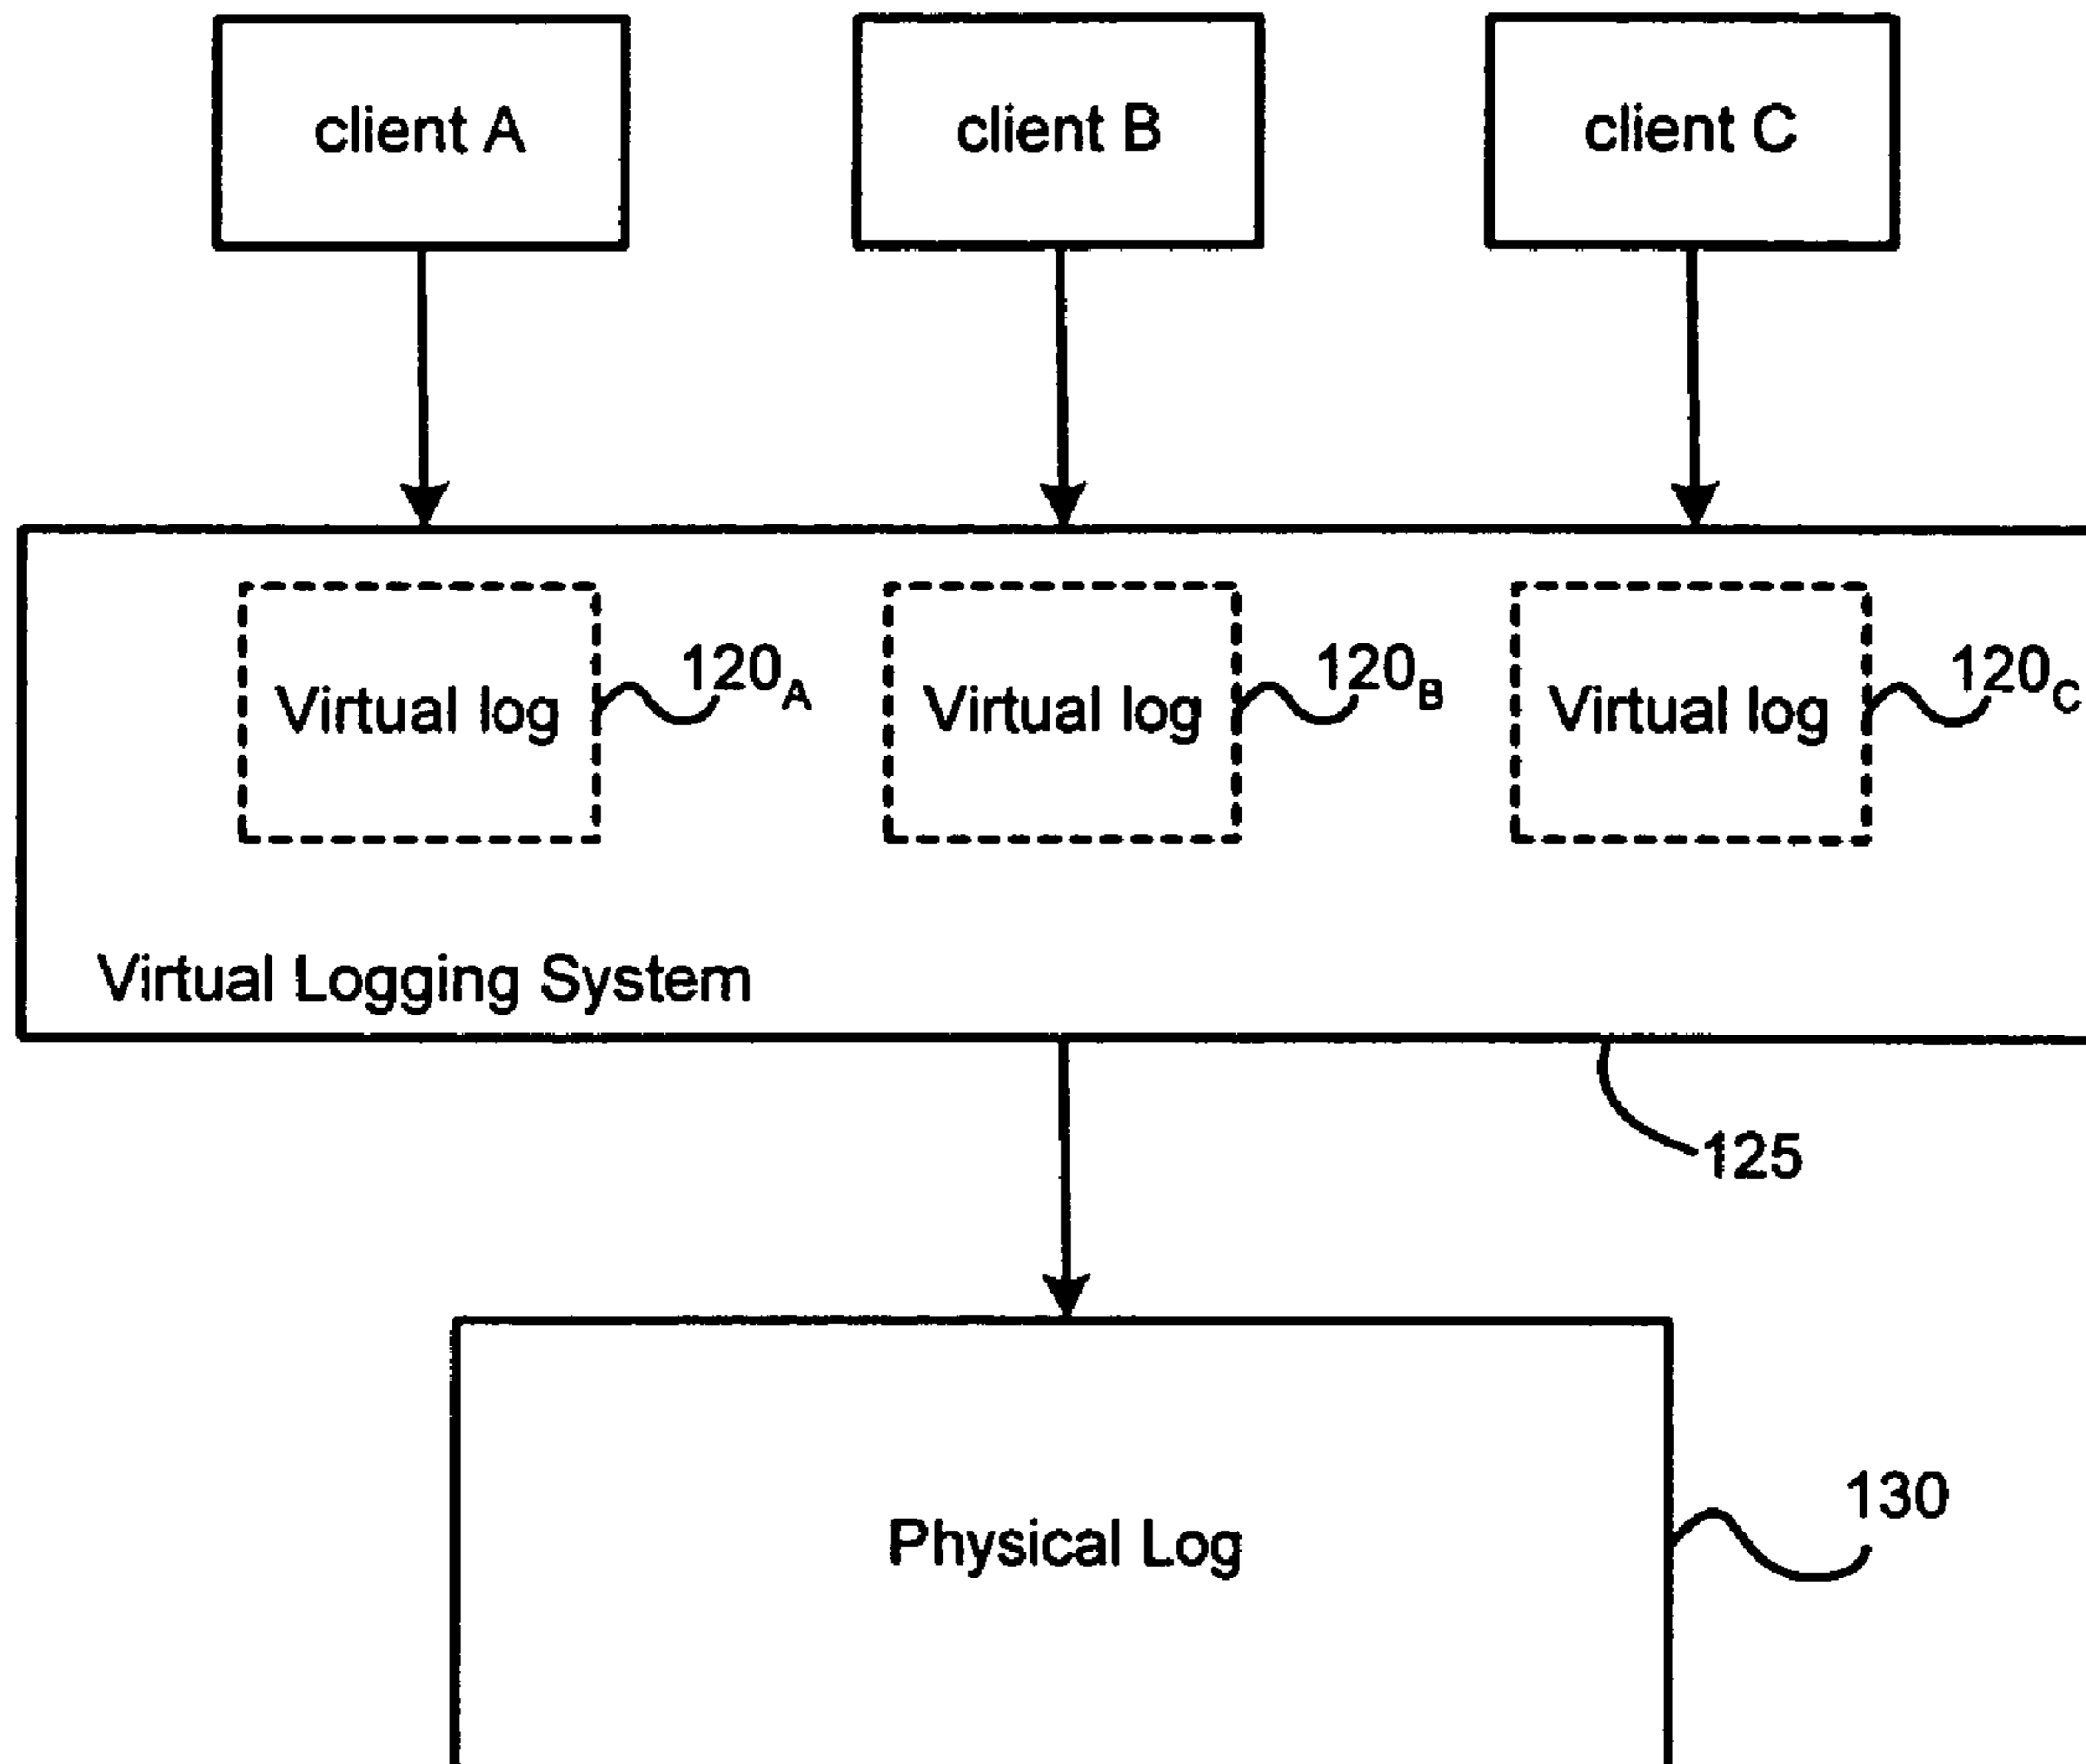 client A
client B
client C
Virtual log
120A
Virtual log
120B
Virtual log
120C
Virtual Logging System
125
Physical Log
130